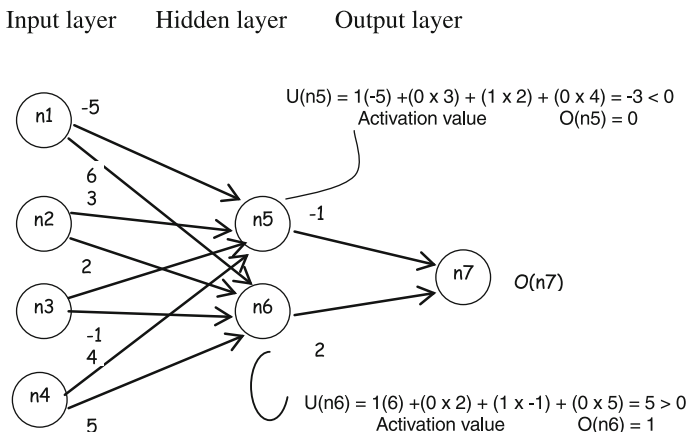 Input layer Hidden layer Output layer
n1 -5
U(n5) = 1(-5) +(0 x 3) + (1 x 2) + (0 x 4) = -3 < 0
Activation value O(n5) = 0
6
3
n2 n5 -1
2
n7 O(n7)
n3 n6
-1
4
2
n4
5
U(n6) = 1(6) +(0 x 2) + (1 x -1) + (0 x 5) = 5 > 0
Activation value O(n6) = 1